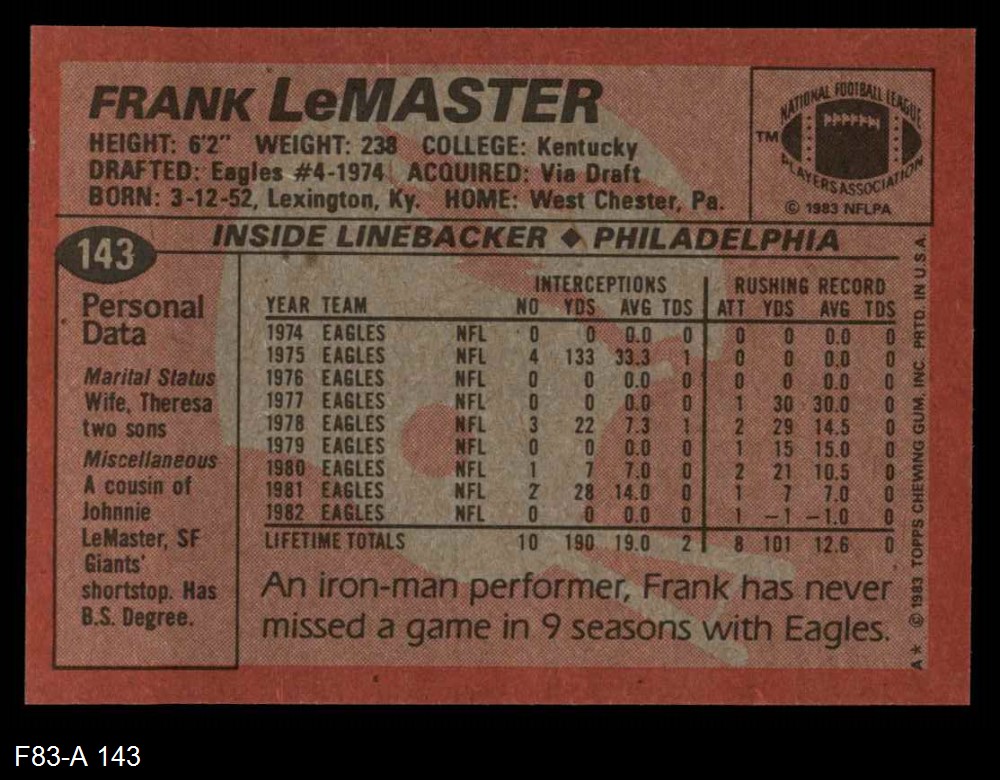 FRANK LeMASTER
HEIGHT: 6'2" WEIGHT: 238 COLLEGE: Kentucky
DRAFTED: Eagles #4-1974 ACQUIRED: Via Draft
BORN: 3-12-52, Lexington, Ky. HOME: West Chester, Pa.
NATIONAL FOOTBALL LEAGUE
TM
PLAYERS ASSOCIATION
© 1983 NFLPA
143
INSIDE LINEBACKER ◆ PHILADELPHIA
Personal
Data
Marital Status
Wife, Theresa
two sons
Miscellaneous
A cousin of
Johnnie
LeMaster, SF
Giants'
shortstop. Has
B.S. Degree.
INTERCEPTIONS RUSHING RECORD
YEAR TEAM NO YDS AVG TDS ATT YDS AVG TDS
1974 EAGLES NFL 0 0 0.0 0 0 0 0.0 0
1975 EAGLES NFL 4 133 33.3 1 0 0 0.0 0
1976 EAGLES NFL 0 0 0.0 0 0 0 0.0 0
1977 EAGLES NFL 0 0 0.0 0 1 30 30.0 0
1978 EAGLES NFL 3 22 7.3 1 2 29 14.5 0
1979 EAGLES NFL 0 0 0.0 0 1 15 15.0 0
1980 EAGLES NFL 1 7 7.0 0 2 21 10.5 0
1981 EAGLES NFL 2 28 14.0 0 1 7 7.0 0
1982 EAGLES NFL 0 0 0.0 0 1 -1 -1.0 0
LIFETIME TOTALS 10 190 19.0 2 8 101 12.6 0
An iron-man performer, Frank has never
missed a game in 9 seasons with Eagles.
A* © 1983 TOPPS CHEWING GUM, INC. PRTD. IN U.S.A.
F83-A 143